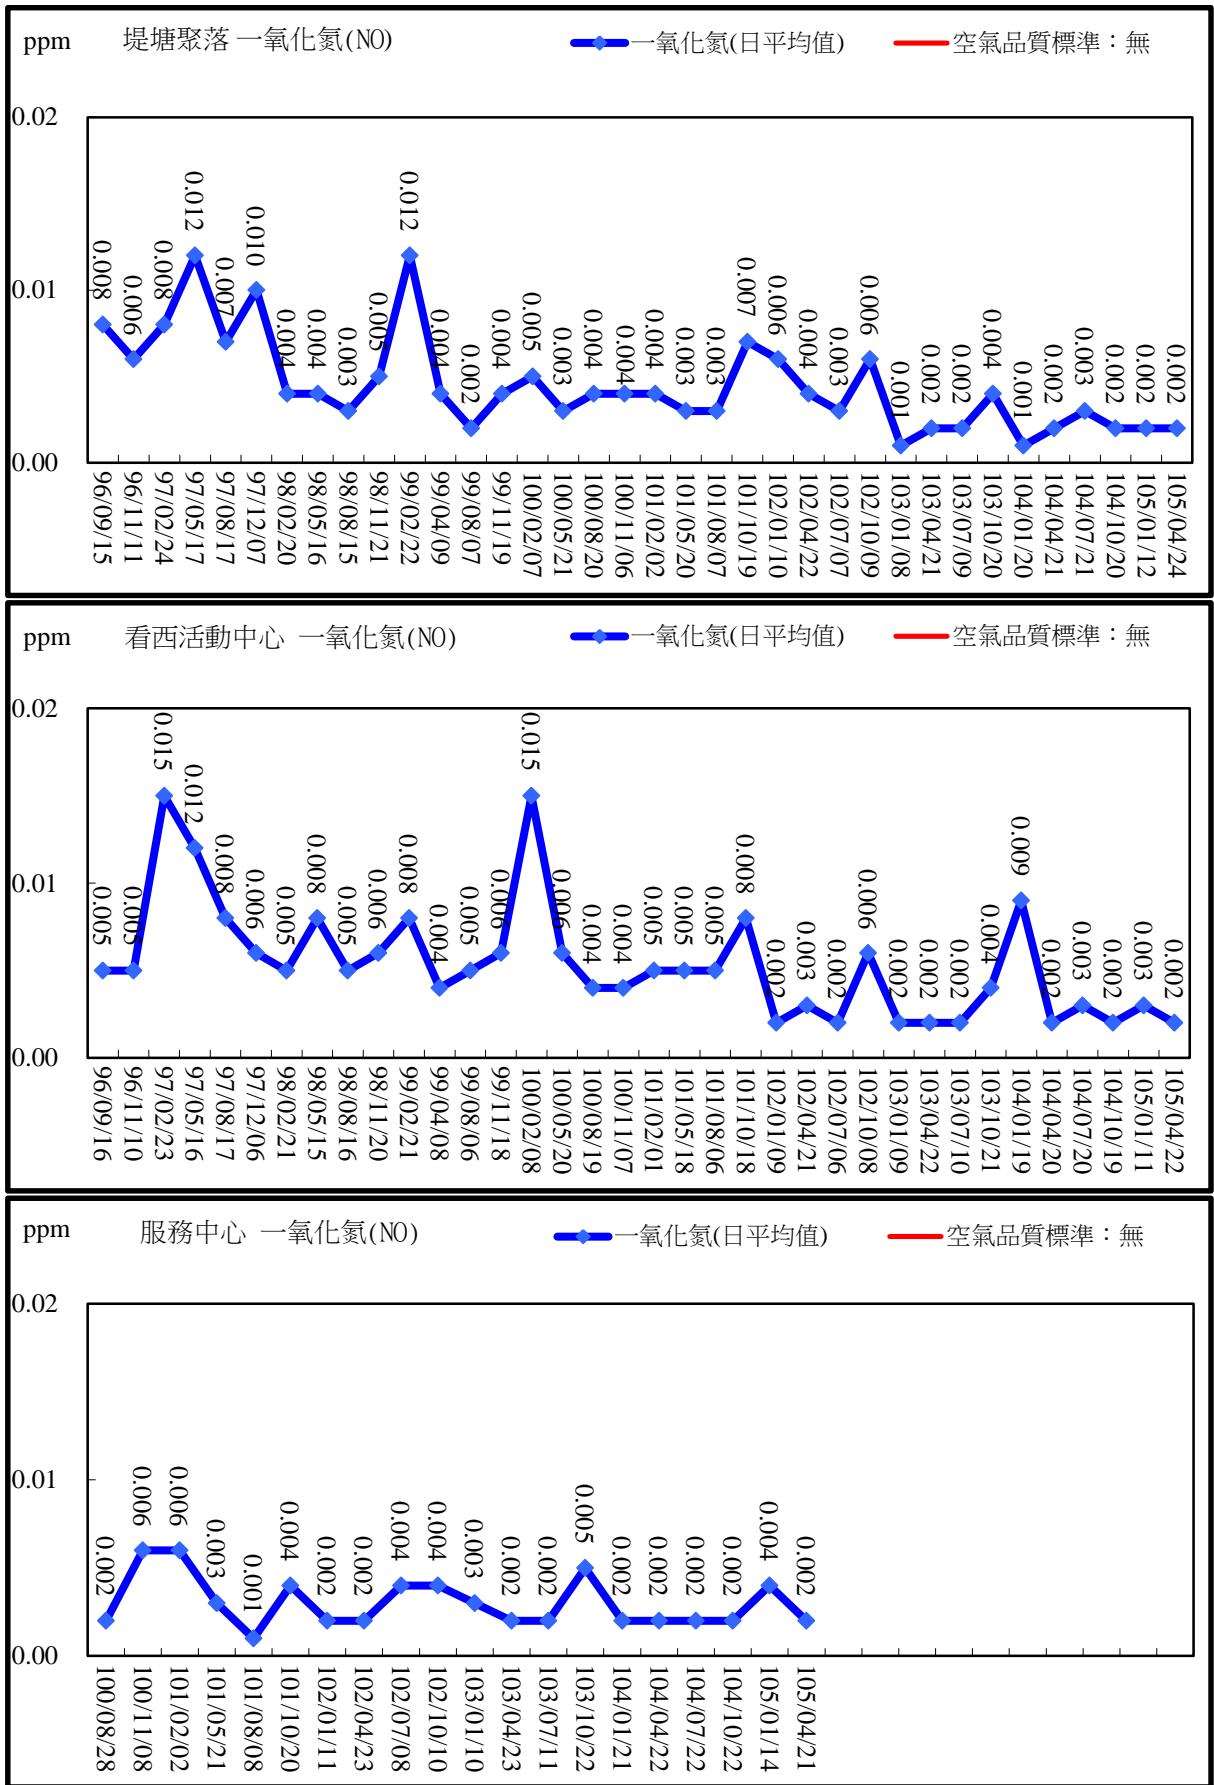 ppm 堤塘聚落 一氧化氮(NO) 一氧化氮(日平均值) 空氣品質標準：無
0.02
0.01
0.00
0.008 0.006 0.008 0.012 0.007 0.010 0.004 0.004 0.003 0.005 0.012 0.004 0.002 0.004 0.005 0.003 0.004 0.004 0.004 0.003 0.003 0.007 0.006 0.004 0.003 0.006 0.001 0.002 0.002 0.004 0.001 0.002 0.003 0.002 0.002 0.002
96/09/15 96/11/11 97/02/24 97/05/17 97/08/17 97/12/07 98/02/20 98/05/16 98/08/15 98/11/21 99/02/22 99/04/09 99/08/07 99/11/19 100/02/07 100/05/21 100/08/20 100/11/06 101/02/02 101/05/20 101/08/07 101/10/19 102/01/10 102/04/22 102/07/07 102/10/09 103/01/08 103/04/21 103/07/09 103/10/20 104/01/20 104/04/21 104/07/21 104/10/20 105/01/12 105/04/24
ppm 看西活動中心 一氧化氮(NO) 一氧化氮(日平均值) 空氣品質標準：無
0.02
0.01
0.00
0.005 0.005 0.015 0.012 0.008 0.006 0.005 0.008 0.005 0.006 0.008 0.004 0.005 0.006 0.015 0.006 0.004 0.004 0.005 0.005 0.005 0.008 0.002 0.003 0.002 0.006 0.002 0.002 0.002 0.004 0.009 0.002 0.003 0.002 0.003 0.002
96/09/16 96/11/10 97/02/23 97/05/16 97/08/17 97/12/06 98/02/21 98/05/15 98/08/16 98/11/20 99/02/21 99/04/08 99/08/06 99/11/18 100/02/08 100/05/20 100/08/19 100/11/07 101/02/01 101/05/18 101/08/06 101/10/18 102/01/09 102/04/21 102/07/06 102/10/08 103/01/09 103/04/22 103/07/10 103/10/21 104/01/19 104/04/20 104/07/20 104/10/19 105/01/11 105/04/22
ppm 服務中心 一氧化氮(NO) 一氧化氮(日平均值) 空氣品質標準：無
0.02
0.01
0.00
0.002 0.006 0.006 0.003 0.001 0.004 0.002 0.002 0.004 0.004 0.003 0.002 0.002 0.005 0.002 0.002 0.002 0.002 0.004 0.002
100/08/28 100/11/08 101/02/02 101/05/21 101/08/08 101/10/20 102/01/11 102/04/23 102/07/08 102/10/10 103/01/10 103/04/23 103/07/11 103/10/22 104/01/21 104/04/22 104/07/22 104/10/22 105/01/14 105/04/21